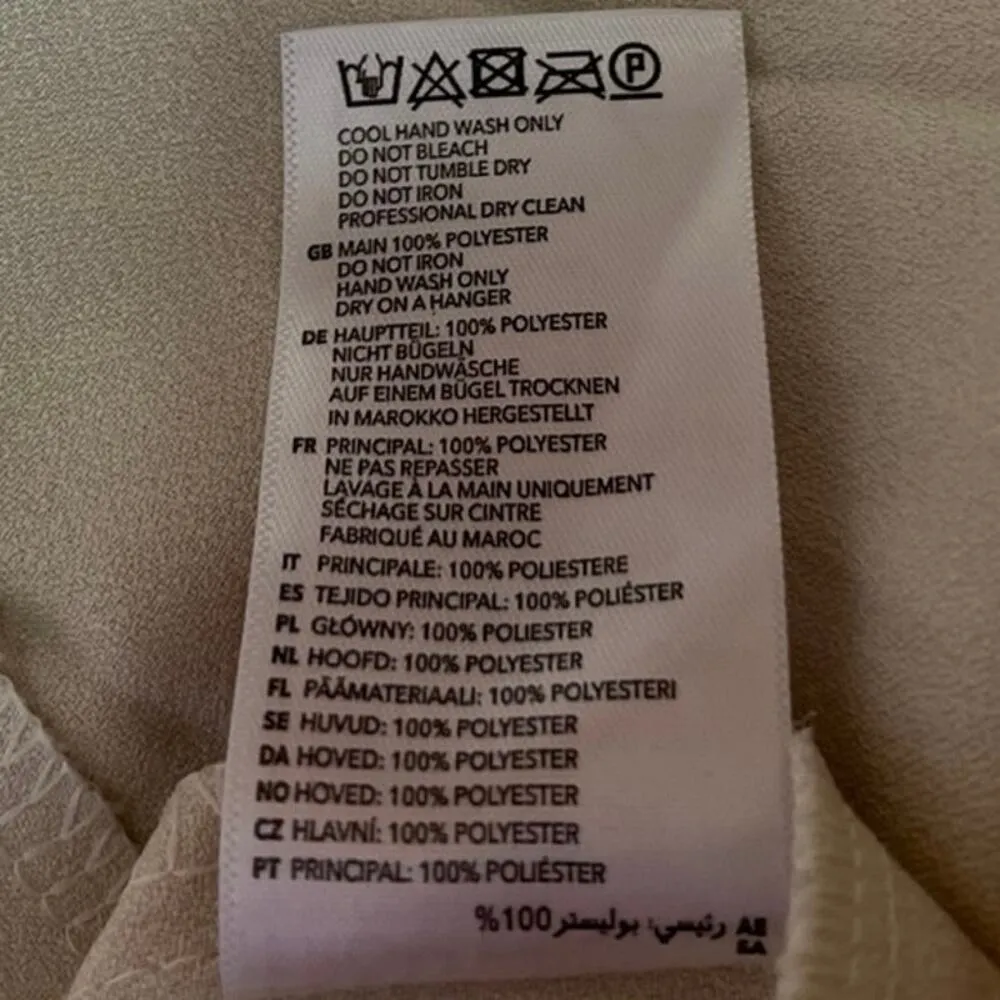 P
COOL HAND WASH ONLY
DO NOT BLEACH
DO NOT TUMBLE DRY
DO NOT IRON
PROFESSIONAL DRY CLEAN
GB MAIN 100% POLYESTER
DO NOT IRON
HAND WASH ONLY
DRY ON A HANGER
DE HAUPTTEIL: 100% POLYESTER
NICHT BÜGELN
NUR HANDWÄSCHE
AUF EINEM BÜGEL TROCKNEN
IN MAROKKO HERGESTELLT
FR PRINCIPAL: 100% POLYESTER
NE PAS REPASSER
LAVAGE À LA MAIN UNIQUEMENT
SÉCHAGE SUR CINTRE
FABRIQUÉ AU MAROC
IT PRINCIPALE: 100% POLIESTERE
ES TEJIDO PRINCIPAL: 100% POLIÉSTER
PL GŁÓWNY: 100% POLIESTER
NL HOOFD: 100% POLYESTER
FL PÄÄMATERIAALI: 100% POLYESTERI
SE HUVUD: 100% POLYESTER
DA HOVED: 100% POLYESTER
NO HOVED: 100% POLYESTER
CZ HLAVNÍ: 100% POLYESTER
PT PRINCIPAL: 100% POLIÉSTER
AE رئيسي: بوليستر 100%
SA